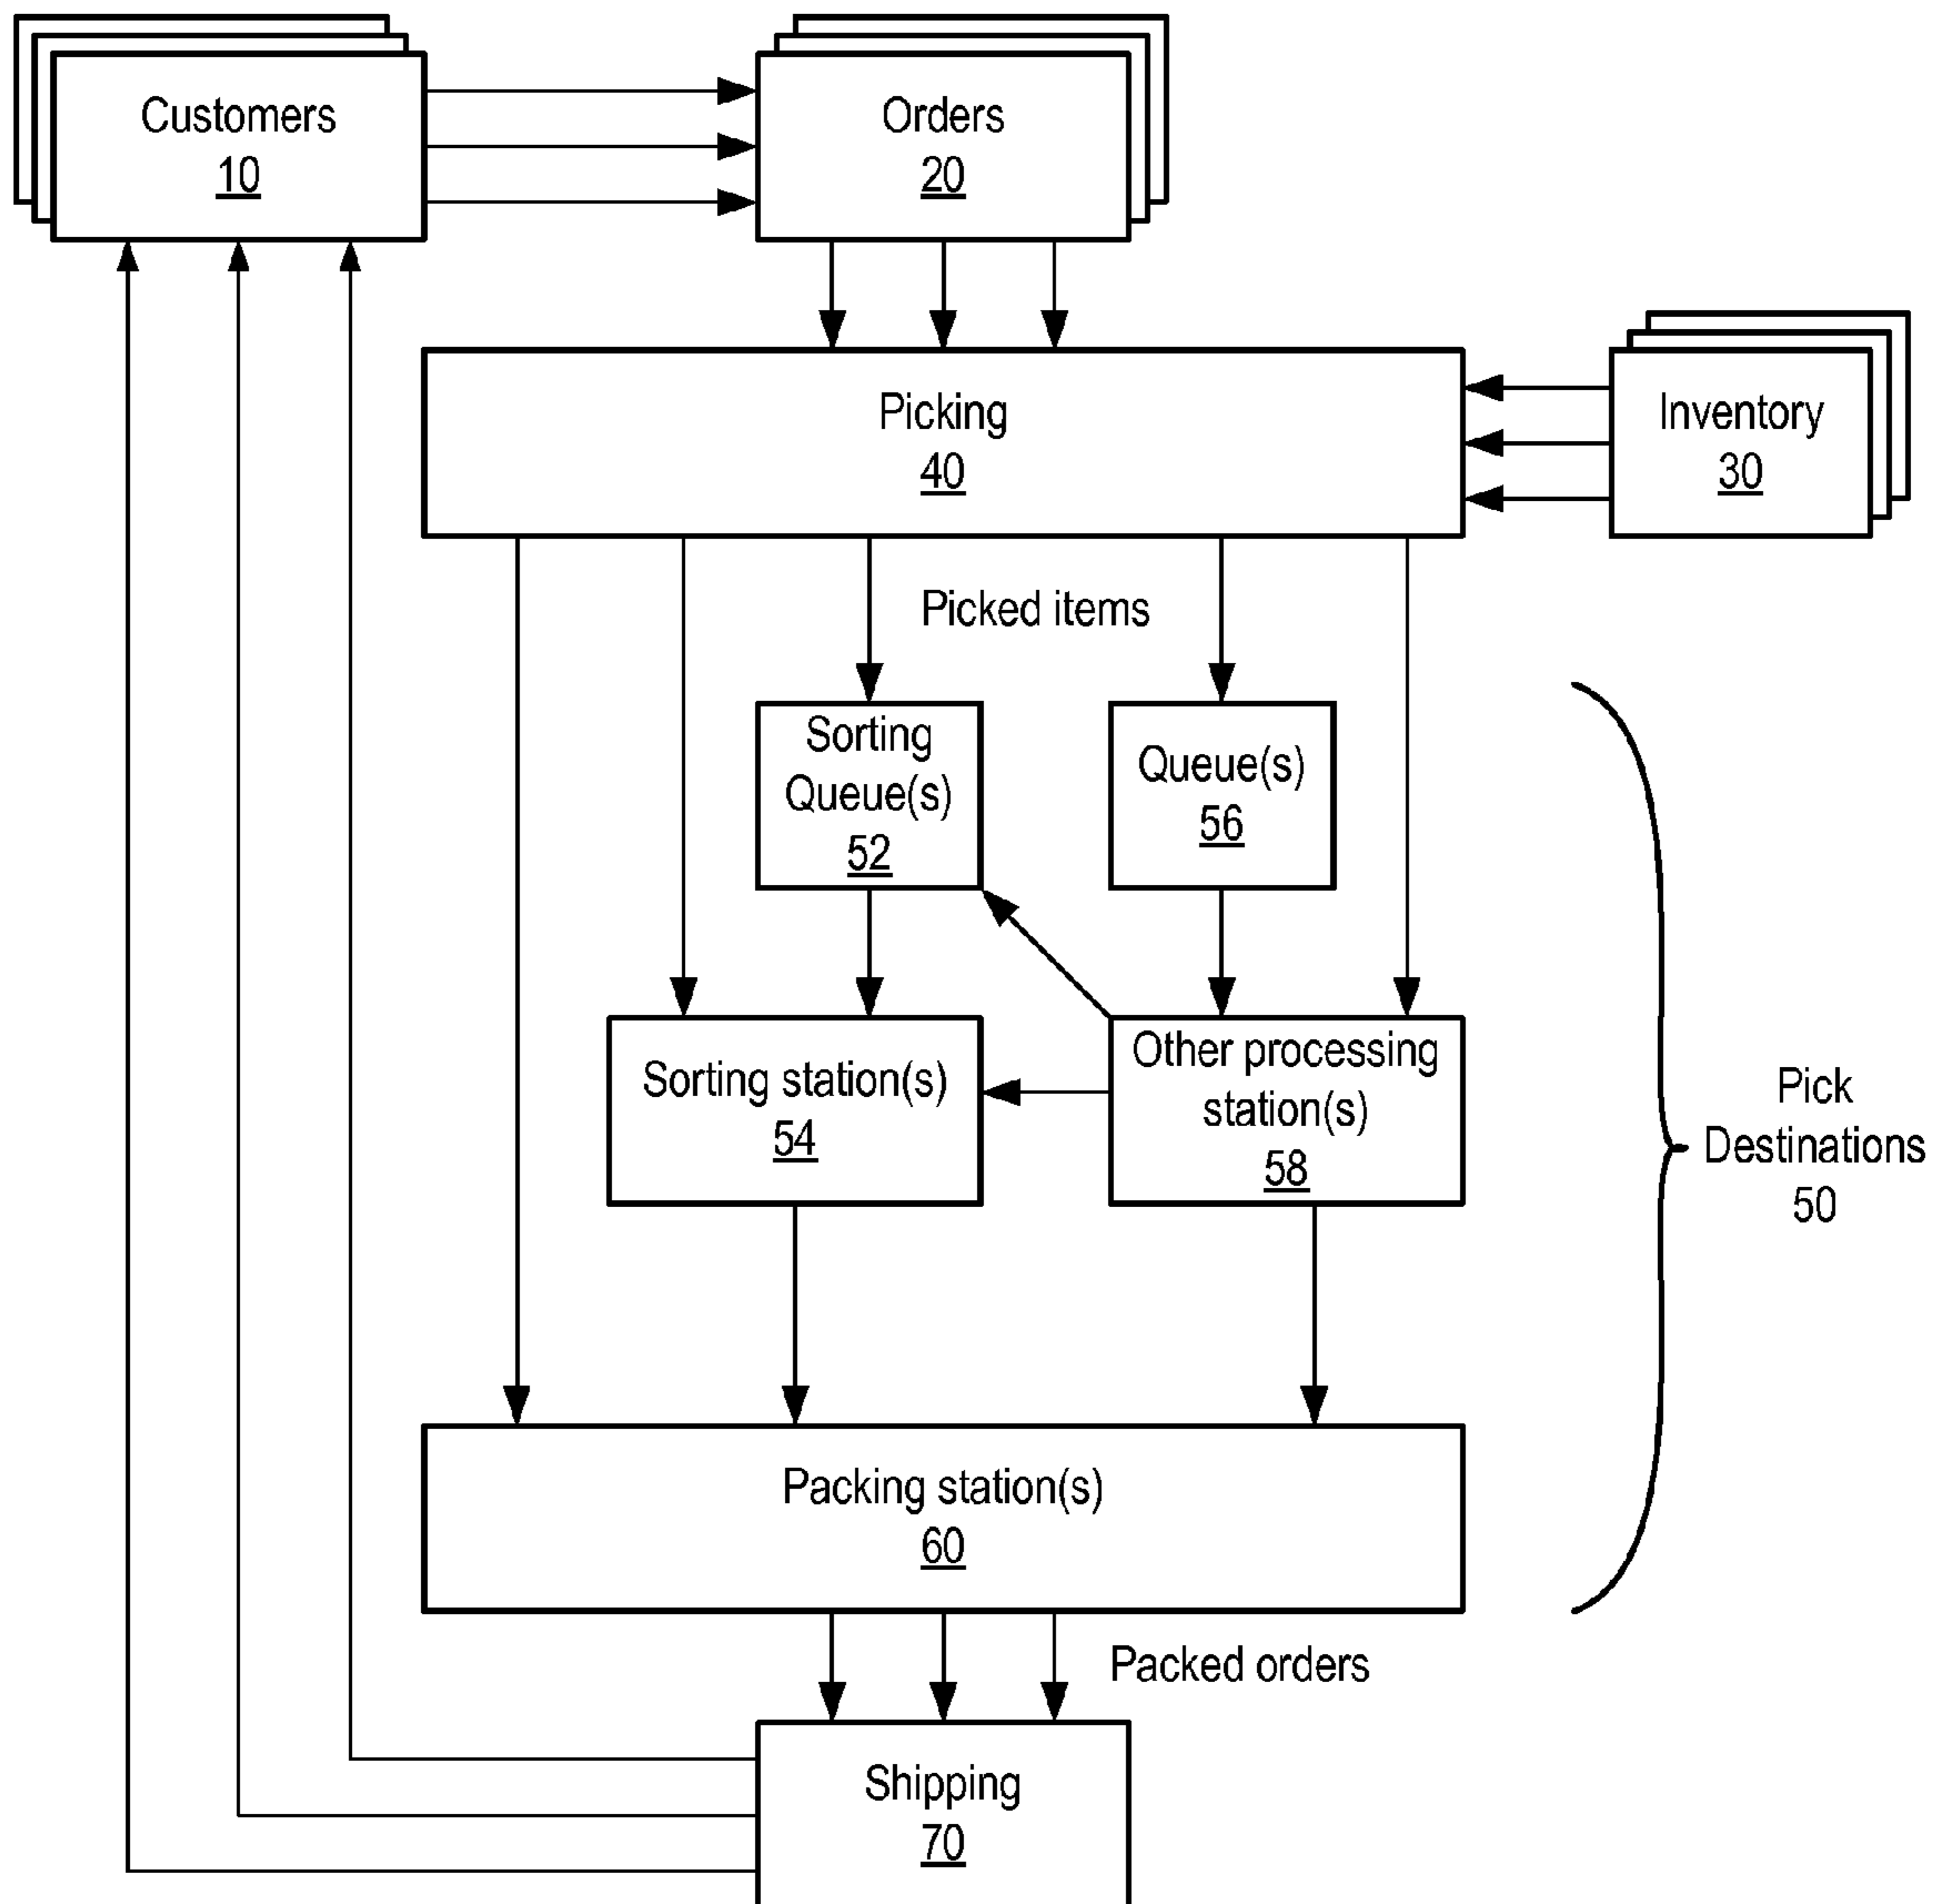 Customers
10
Orders
20
Picking
40
Inventory
30
Picked items
Sorting
Queue(s)
52
Queue(s)
56
Sorting station(s)
54
Other processing
station(s)
58
Pick
Destinations
50
Packing station(s)
60
Packed orders
Shipping
70